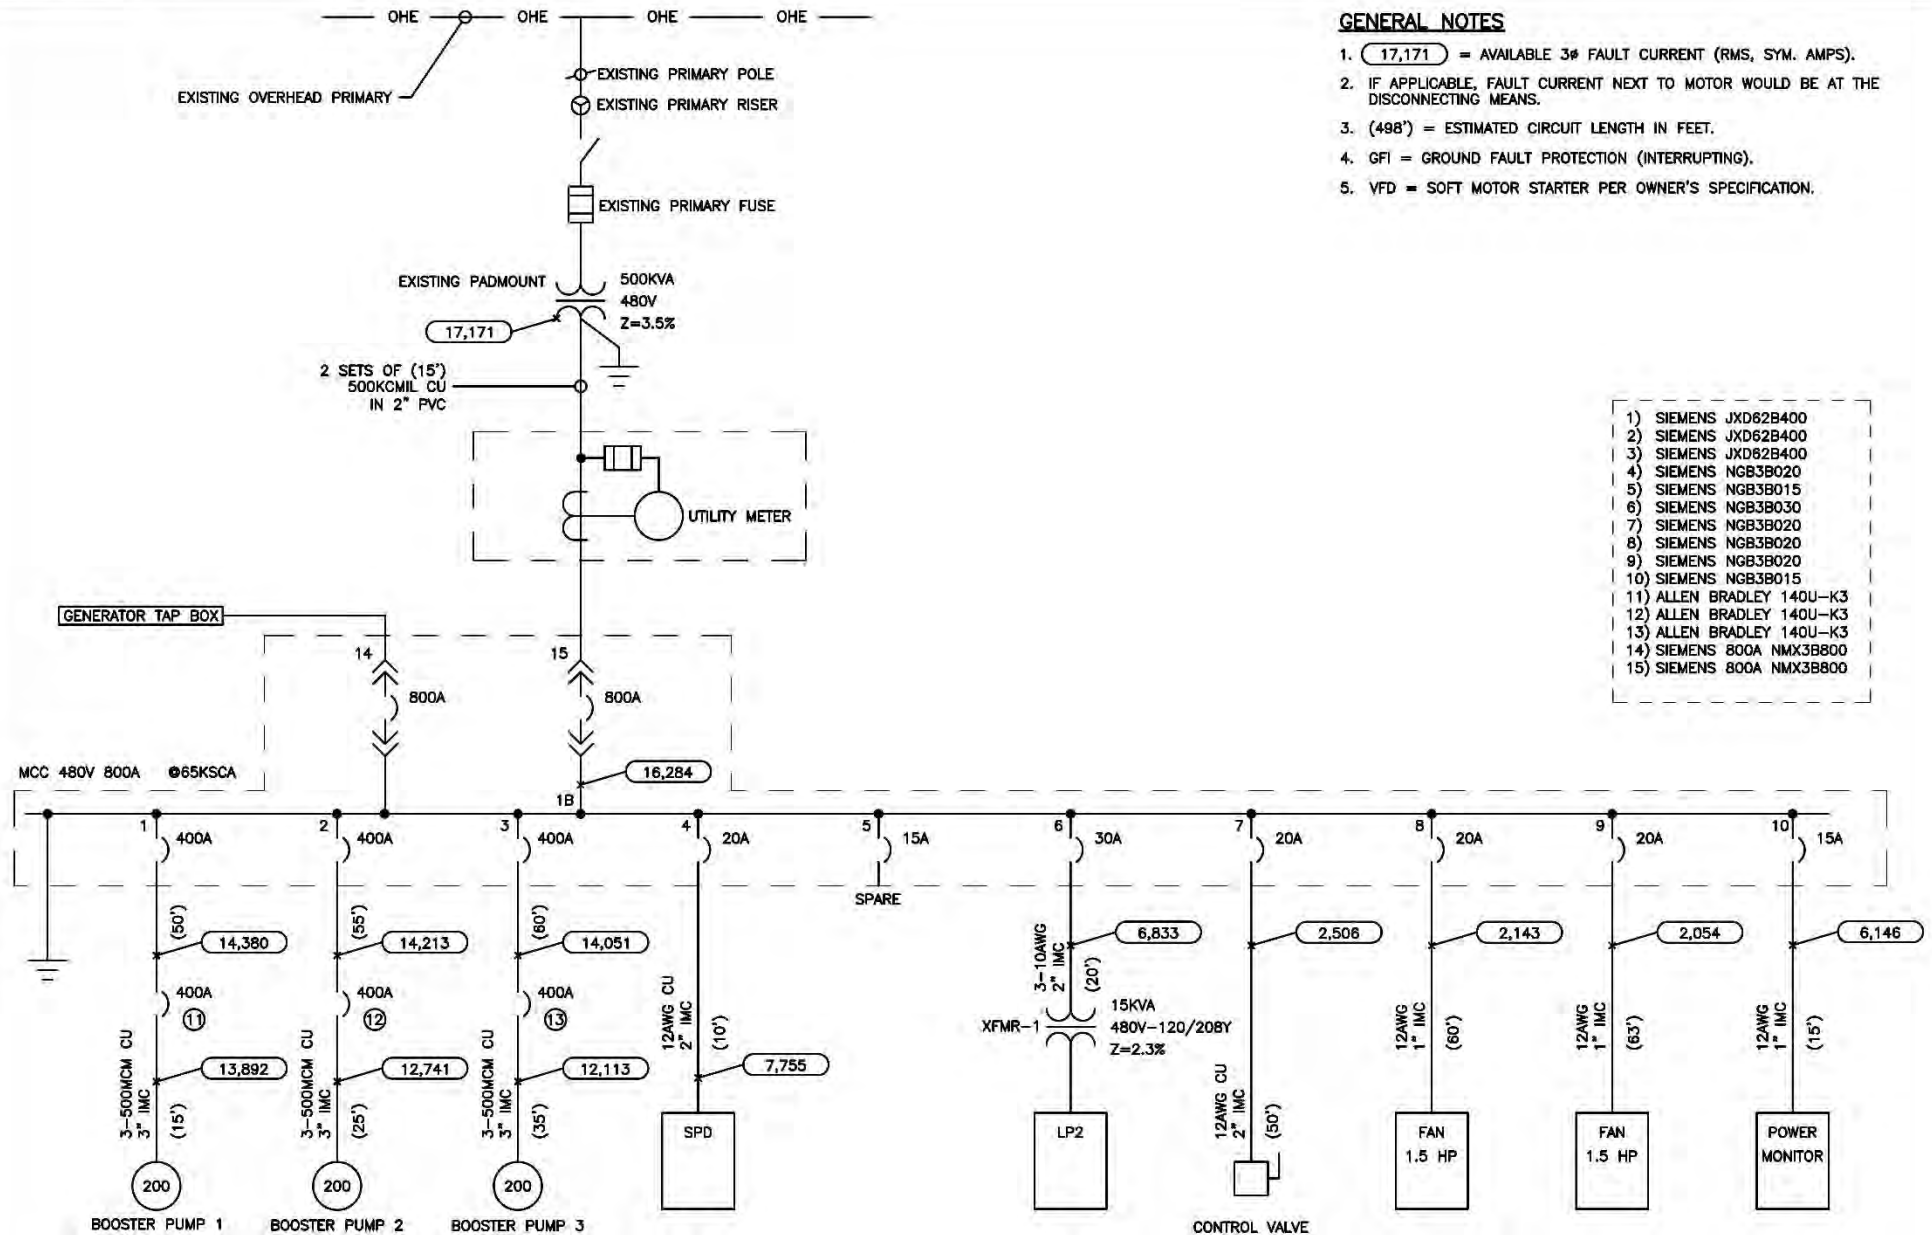 OHE OHE OHE OHE
EXISTING OVERHEAD PRIMARY
EXISTING PRIMARY POLE
EXISTING PRIMARY RISER
EXISTING PRIMARY FUSE
EXISTING PADMOUNT
500KVA
480V
Z=3.5%
17,171
2 SETS OF (15')
500KCMIL CU
IN 2" PVC
UTILITY METER
GENERAL NOTES
1. 17,171 = AVAILABLE 3ø FAULT CURRENT (RMS, SYM. AMPS).
2. IF APPLICABLE, FAULT CURRENT NEXT TO MOTOR WOULD BE AT THE
DISCONNECTING MEANS.
3. (498') = ESTIMATED CIRCUIT LENGTH IN FEET.
4. GFI = GROUND FAULT PROTECTION (INTERRUPTING).
5. VFD = SOFT MOTOR STARTER PER OWNER'S SPECIFICATION.
1) SIEMENS JXD62B400
2) SIEMENS JXD62B400
3) SIEMENS JXD62B400
4) SIEMENS NGB3B020
5) SIEMENS NGB3B015
6) SIEMENS NGB3B030
7) SIEMENS NGB3B020
8) SIEMENS NGB3B020
9) SIEMENS NGB3B020
10) SIEMENS NGB3B015
11) ALLEN BRADLEY 140U-K3
12) ALLEN BRADLEY 140U-K3
13) ALLEN BRADLEY 140U-K3
14) SIEMENS 800A NMX3B800
15) SIEMENS 800A NMX3B800
GENERATOR TAP BOX
14
800A
15
800A
MCC 480V 800A @65KSCA
16,284
1B
1
400A
2
400A
3
400A
4
20A
5
15A
SPARE
6
30A
7
20A
8
20A
9
20A
10
15A
(50')
14,380
400A
11
3-500MCM CU
3" IMC
13,892
(15')
200
BOOSTER PUMP 1
(55')
14,213
400A
12
3-500MCM CU
3" IMC
12,741
(25')
200
BOOSTER PUMP 2
(60')
14,051
400A
13
3-500MCM CU
3" IMC
12,113
(35')
200
BOOSTER PUMP 3
12AWG CU
2" IMC
(10')
7,755
SPD
3-10AWG
2" IMC
(20')
6,833
XFMR-1
15KVA
480V-120/208Y
Z=2.3%
LP2
2,506
12AWG CU
2" IMC
(50')
CONTROL VALVE
2,143
12AWG
1" IMC
(60')
FAN
1.5 HP
2,054
12AWG
1" IMC
(63')
FAN
1.5 HP
6,146
12AWG
1" IMC
(15')
POWER
MONITOR